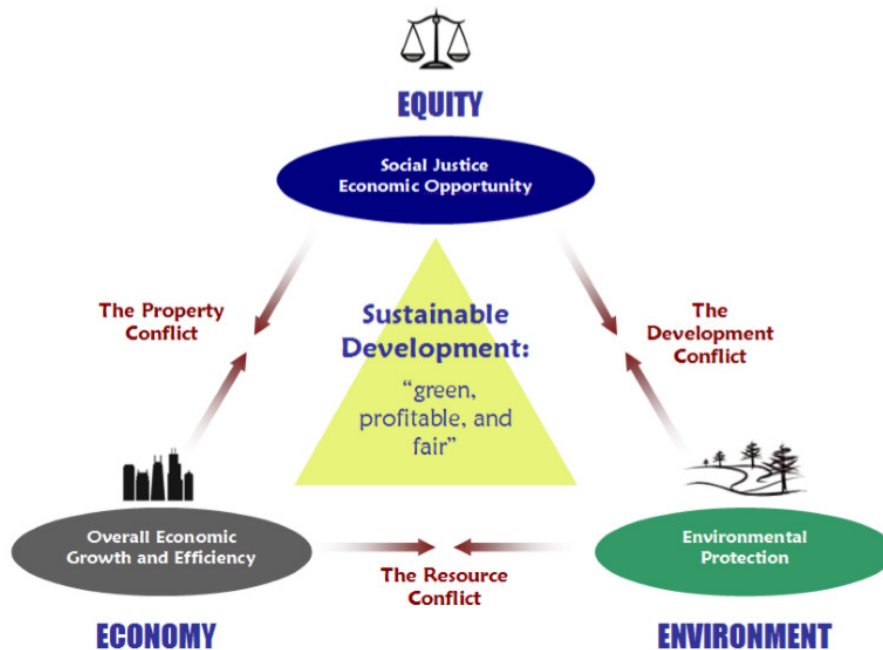 EQUITY
Social Justice
Economic Opportunity
The Property
Conflict
Sustainable
Development:
“green,
profitable, and
fair”
The
Development
Conflict
Overall Economic
Growth and Efficiency
The Resource
Conflict
Environmental
Protection
ECONOMY
ENVIRONMENT